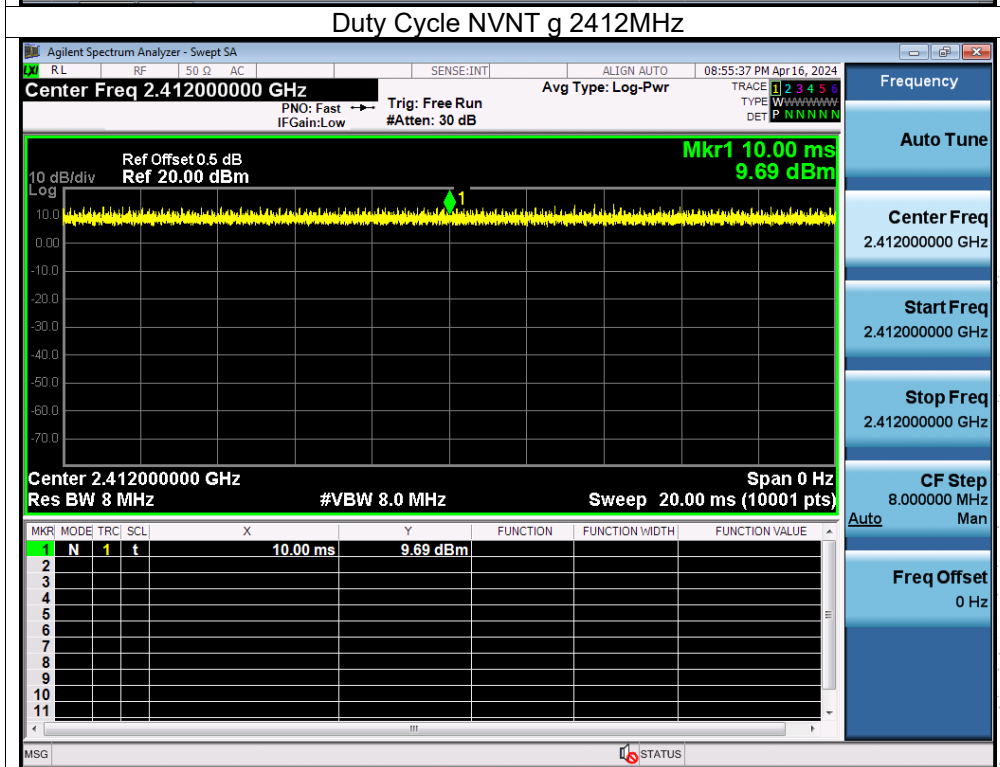 Duty Cycle NVNT g 2412MHz
Agilent Spectrum Analyzer - Swept SA
LXI RL RF 50 Ω AC SENSE:INT ALIGN AUTO 08:55:37 PM Apr 16, 2024
Center Freq 2.412000000 GHz Avg Type: Log-Pwr TRACE 1 2 3 4 5 6
PNO: Fast Trig: Free Run TYPE WWWWWW
IFGain:Low #Atten: 30 dB DET P N N N N N
Mkr1 10.00 ms
Ref Offset 0.5 dB
9.69 dBm
10 dB/div Ref 20.00 dBm
Log
1
10.0
0.00
-10.0
-20.0
-30.0
-40.0
-50.0
-60.0
-70.0
Center 2.412000000 GHz Span 0 Hz
Res BW 8 MHz #VBW 8.0 MHz Sweep 20.00 ms (10001 pts)
MKR MODE TRC SCL X Y FUNCTION FUNCTION WIDTH FUNCTION VALUE
1 N 1 t 10.00 ms 9.69 dBm
2
3
4
5
6
7
8
9
10
11
MSG STATUS
Frequency
Auto Tune
Center Freq
2.412000000 GHz
Start Freq
2.412000000 GHz
Stop Freq
2.412000000 GHz
CF Step
8.000000 MHz
Auto Man
Freq Offset
0 Hz